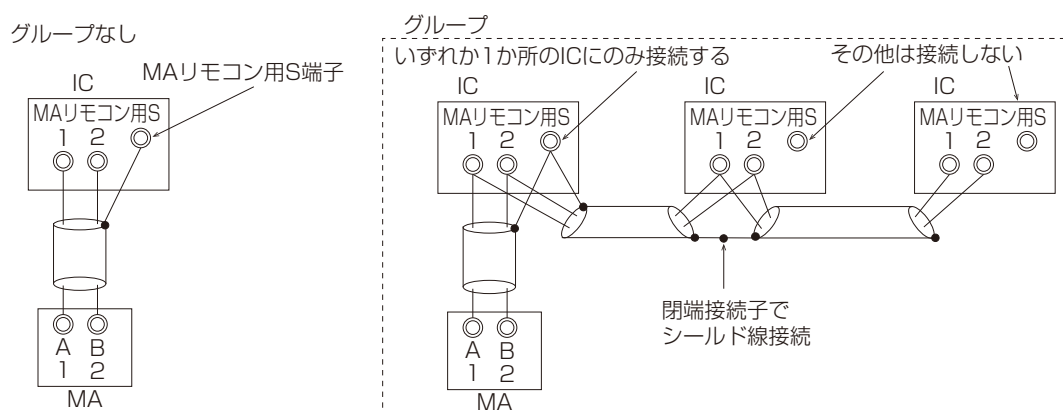 グループなし
MAリモコン用S端子
IC
MAリモコン用S
1 2
A B
1 2
MA
グループ
いずれか1か所のICにのみ接続する
その他は接続しない
IC
MAリモコン用S
1 2
IC
MAリモコン用S
1 2
IC
MAリモコン用S
1 2
閉端接続子で
シールド線接続
A B
1 2
MA